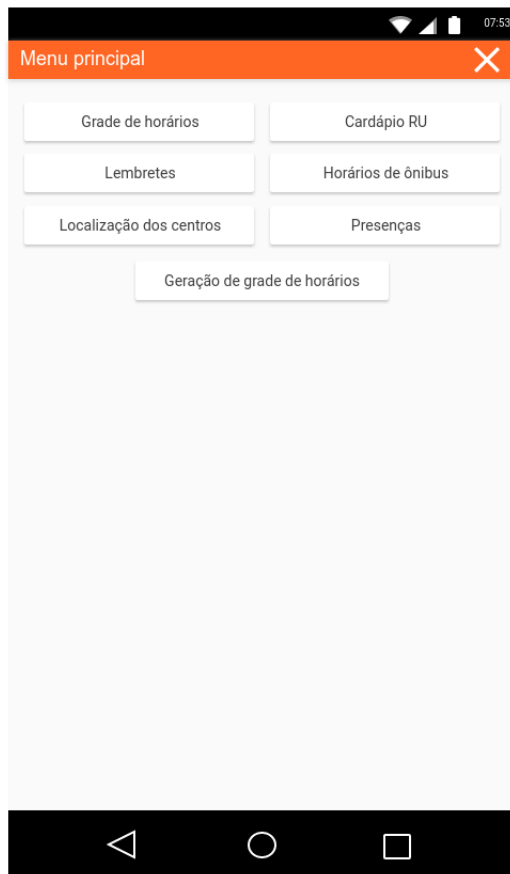 07:53
Menu principal
Grade de horários
Cardápio RU
Lembretes
Horários de ônibus
Localização dos centros
Presenças
Geração de grade de horários